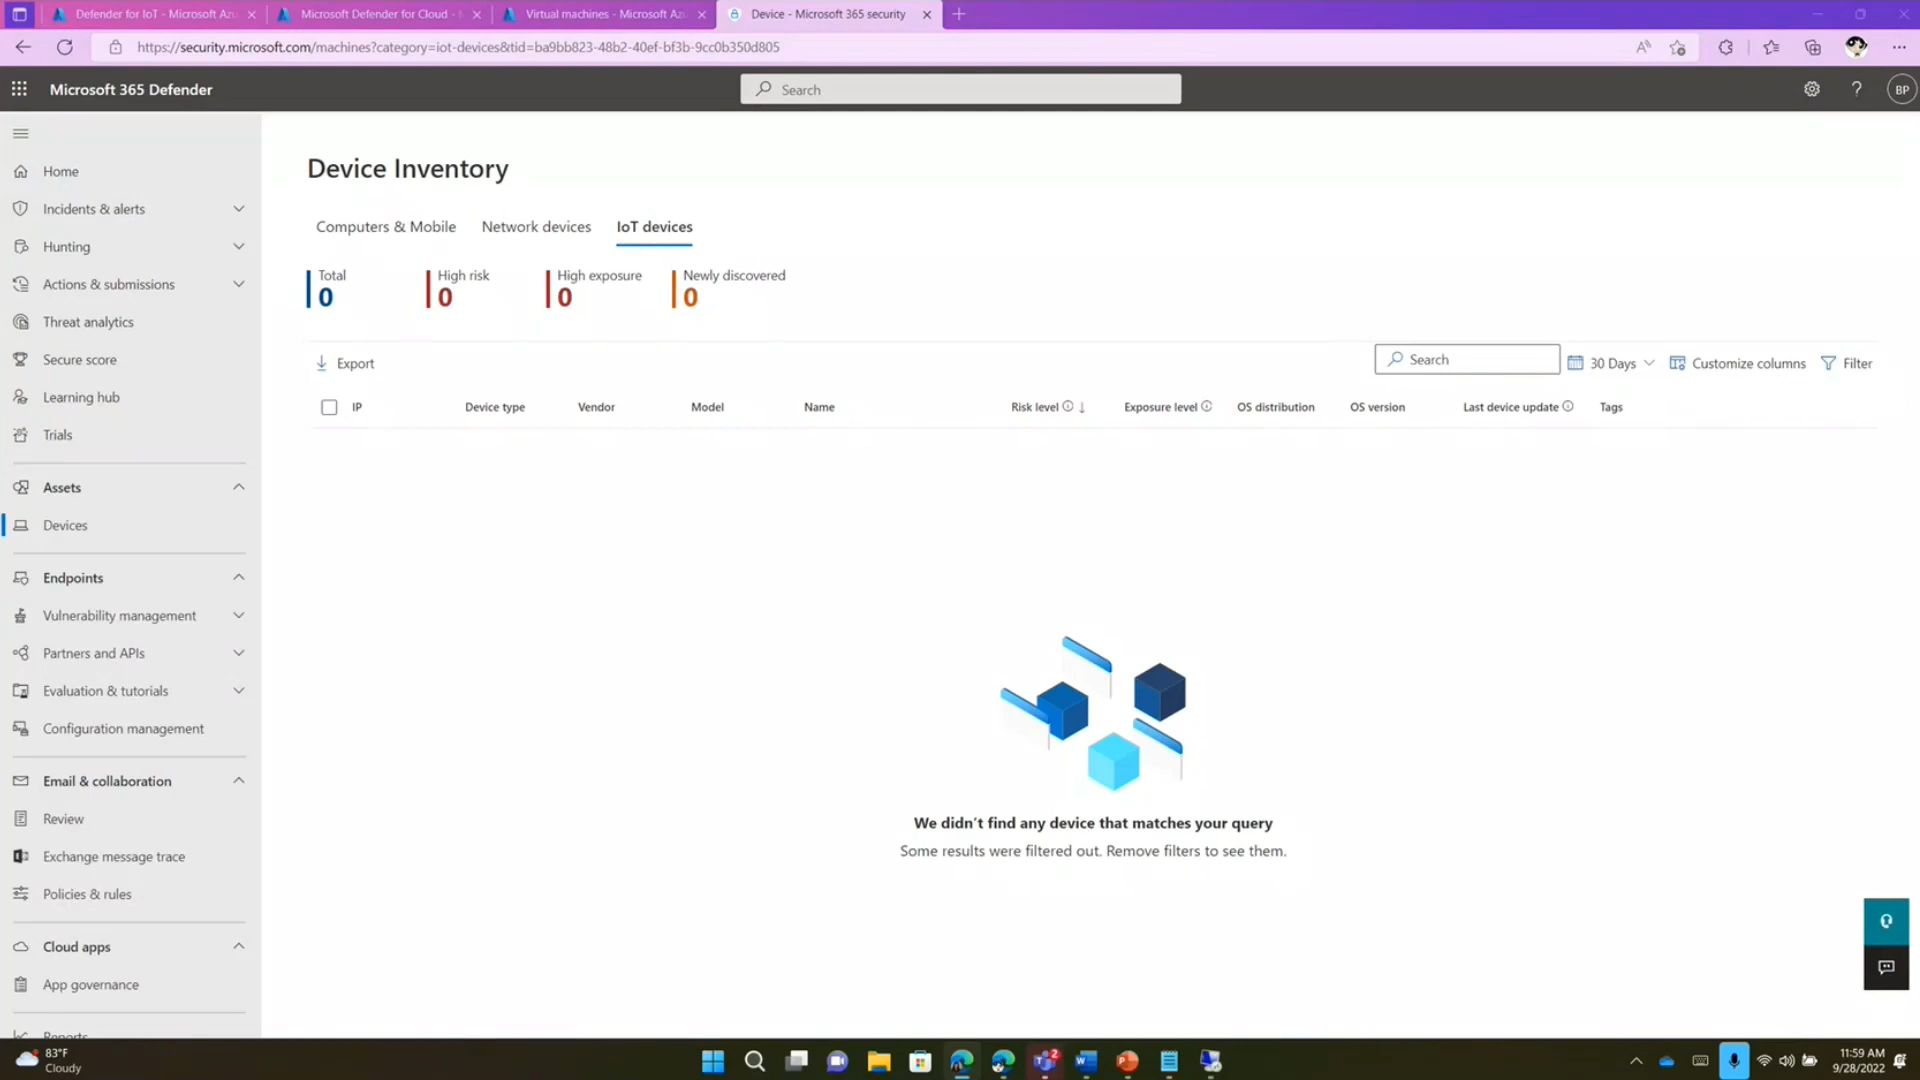 Defender for IoT - Microsoft Azu
Microsoft Defender for Cloud -
Virtual machines - Microsoft Azu
Device - Microsoft 365 security
https://security.microsoft.com/machines?category=iot-devices&tid=ba9bb823-48b2-40ef-bf3b-9cc0b350d805
Microsoft 365 Defender
Search
BP
Home
Incidents & alerts
Hunting
Actions & submissions
Threat analytics
Secure score
Learning hub
Trials
Assets
Devices
Endpoints
Vulnerability management
Partners and APIs
Evaluation & tutorials
Configuration management
Email & collaboration
Review
Exchange message trace
Policies & rules
Cloud apps
App governance
Reports
Device Inventory
Computers & Mobile
Network devices
IoT devices
Total
0
High risk
0
High exposure
0
Newly discovered
0
Export
Search
30 Days
Customize columns
Filter
IP
Device type
Vendor
Model
Name
Risk level
Exposure level
OS distribution
OS version
Last device update
Tags
We didn't find any device that matches your query
Some results were filtered out. Remove filters to see them.
83°F
Cloudy
2
11:59 AM
9/28/2022